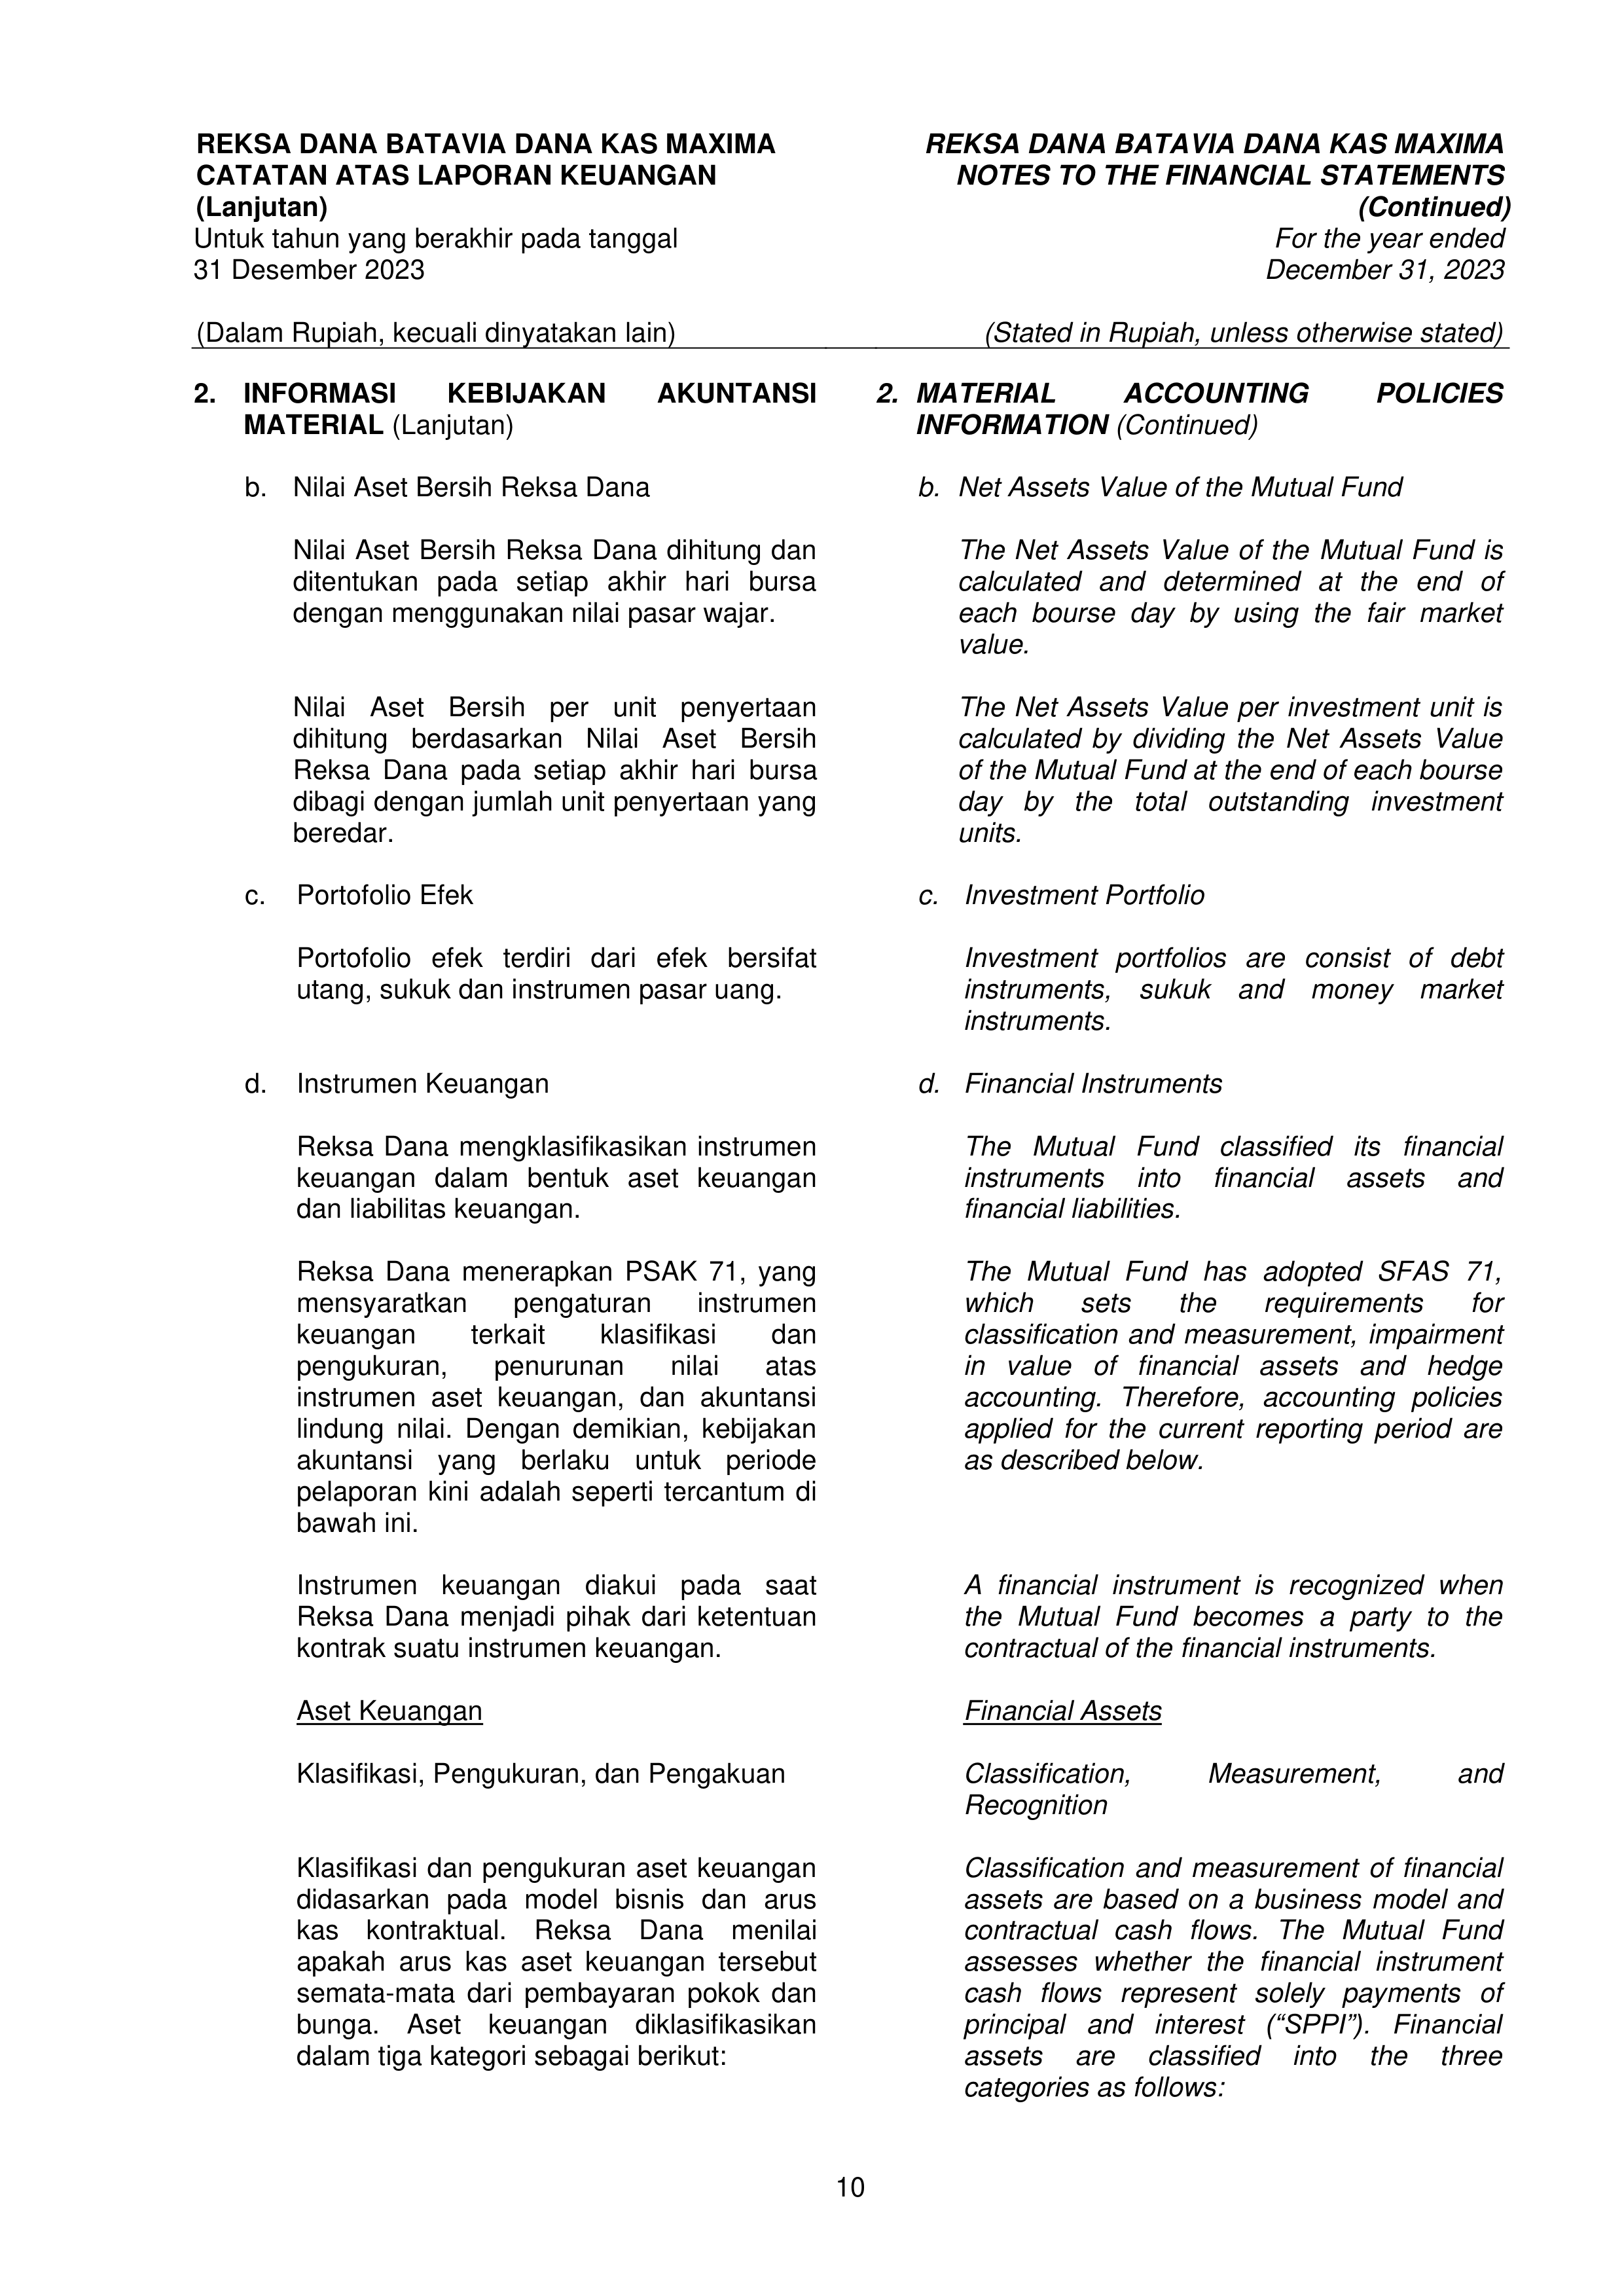 REKSA DANA BATAVIA DANA KAS MAXIMA
CATATAN ATAS LAPORAN KEUANGAN
(Lanjutan)
Untuk tahun yang berakhir pada tanggal
31 Desember 2023
(Dalam Rupiah, kecuali dinyatakan lain)
REKSA DANA BATAVIA DANA KAS MAXIMA
NOTES TO THE FINANCIAL STATEMENTS
(Continued)
For the year ended
December 31, 2023
(Stated in Rupiah, unless otherwise stated)
2. INFORMASI KEBIJAKAN AKUNTANSI
MATERIAL (Lanjutan)
b. Nilai Aset Bersih Reksa Dana
Nilai Aset Bersih Reksa Dana dihitung dan
ditentukan pada setiap akhir hari bursa
dengan menggunakan nilai pasar wajar.
Nilai Aset Bersih per unit penyertaan
dihitung berdasarkan Nilai Aset Bersih
Reksa Dana pada setiap akhir hari bursa
dibagi dengan jumlah unit penyertaan yang
beredar.
c. Portofolio Efek
Portofolio efek terdiri dari efek bersifat
utang, sukuk dan instrumen pasar uang.
d. Instrumen Keuangan
Reksa Dana mengklasifikasikan instrumen
keuangan dalam bentuk aset keuangan
dan liabilitas keuangan.
Reksa Dana menerapkan PSAK 71, yang
mensyaratkan pengaturan instrumen
keuangan terkait klasifikasi dan
pengukuran, penurunan nilai atas
instrumen aset keuangan, dan akuntansi
lindung nilai. Dengan demikian, kebijakan
akuntansi yang berlaku untuk periode
pelaporan kini adalah seperti tercantum di
bawah ini.
Instrumen keuangan diakui pada saat
Reksa Dana menjadi pihak dari ketentuan
kontrak suatu instrumen keuangan.
Aset Keuangan
Klasifikasi, Pengukuran, dan Pengakuan
Klasifikasi dan pengukuran aset keuangan
didasarkan pada model bisnis dan arus
kas kontraktual. Reksa Dana menilai
apakah arus kas aset keuangan tersebut
semata-mata dari pembayaran pokok dan
bunga. Aset keuangan diklasifikasikan
dalam tiga kategori sebagai berikut:
2. MATERIAL ACCOUNTING POLICIES
INFORMATION (Continued)
b. Net Assets Value of the Mutual Fund
The Net Assets Value of the Mutual Fund is
calculated and determined at the end of
each bourse day by using the fair market
value.
The Net Assets Value per investment unit is
calculated by dividing the Net Assets Value
of the Mutual Fund at the end of each bourse
day by the total outstanding investment
units.
c. Investment Portfolio
Investment portfolios are consist of debt
instruments, sukuk and money market
instruments.
d. Financial Instruments
The Mutual Fund classified its financial
instruments into financial assets and
financial liabilities.
The Mutual Fund has adopted SFAS 71,
which sets the requirements for
classification and measurement, impairment
in value of financial assets and hedge
accounting. Therefore, accounting policies
applied for the current reporting period are
as described below.
A financial instrument is recognized when
the Mutual Fund becomes a party to the
contractual of the financial instruments.
Financial Assets
Classification, Measurement, and
Recognition
Classification and measurement of financial
assets are based on a business model and
contractual cash flows. The Mutual Fund
assesses whether the financial instrument
cash flows represent solely payments of
principal and interest (“SPPI”). Financial
assets are classified into the three
categories as follows:
10